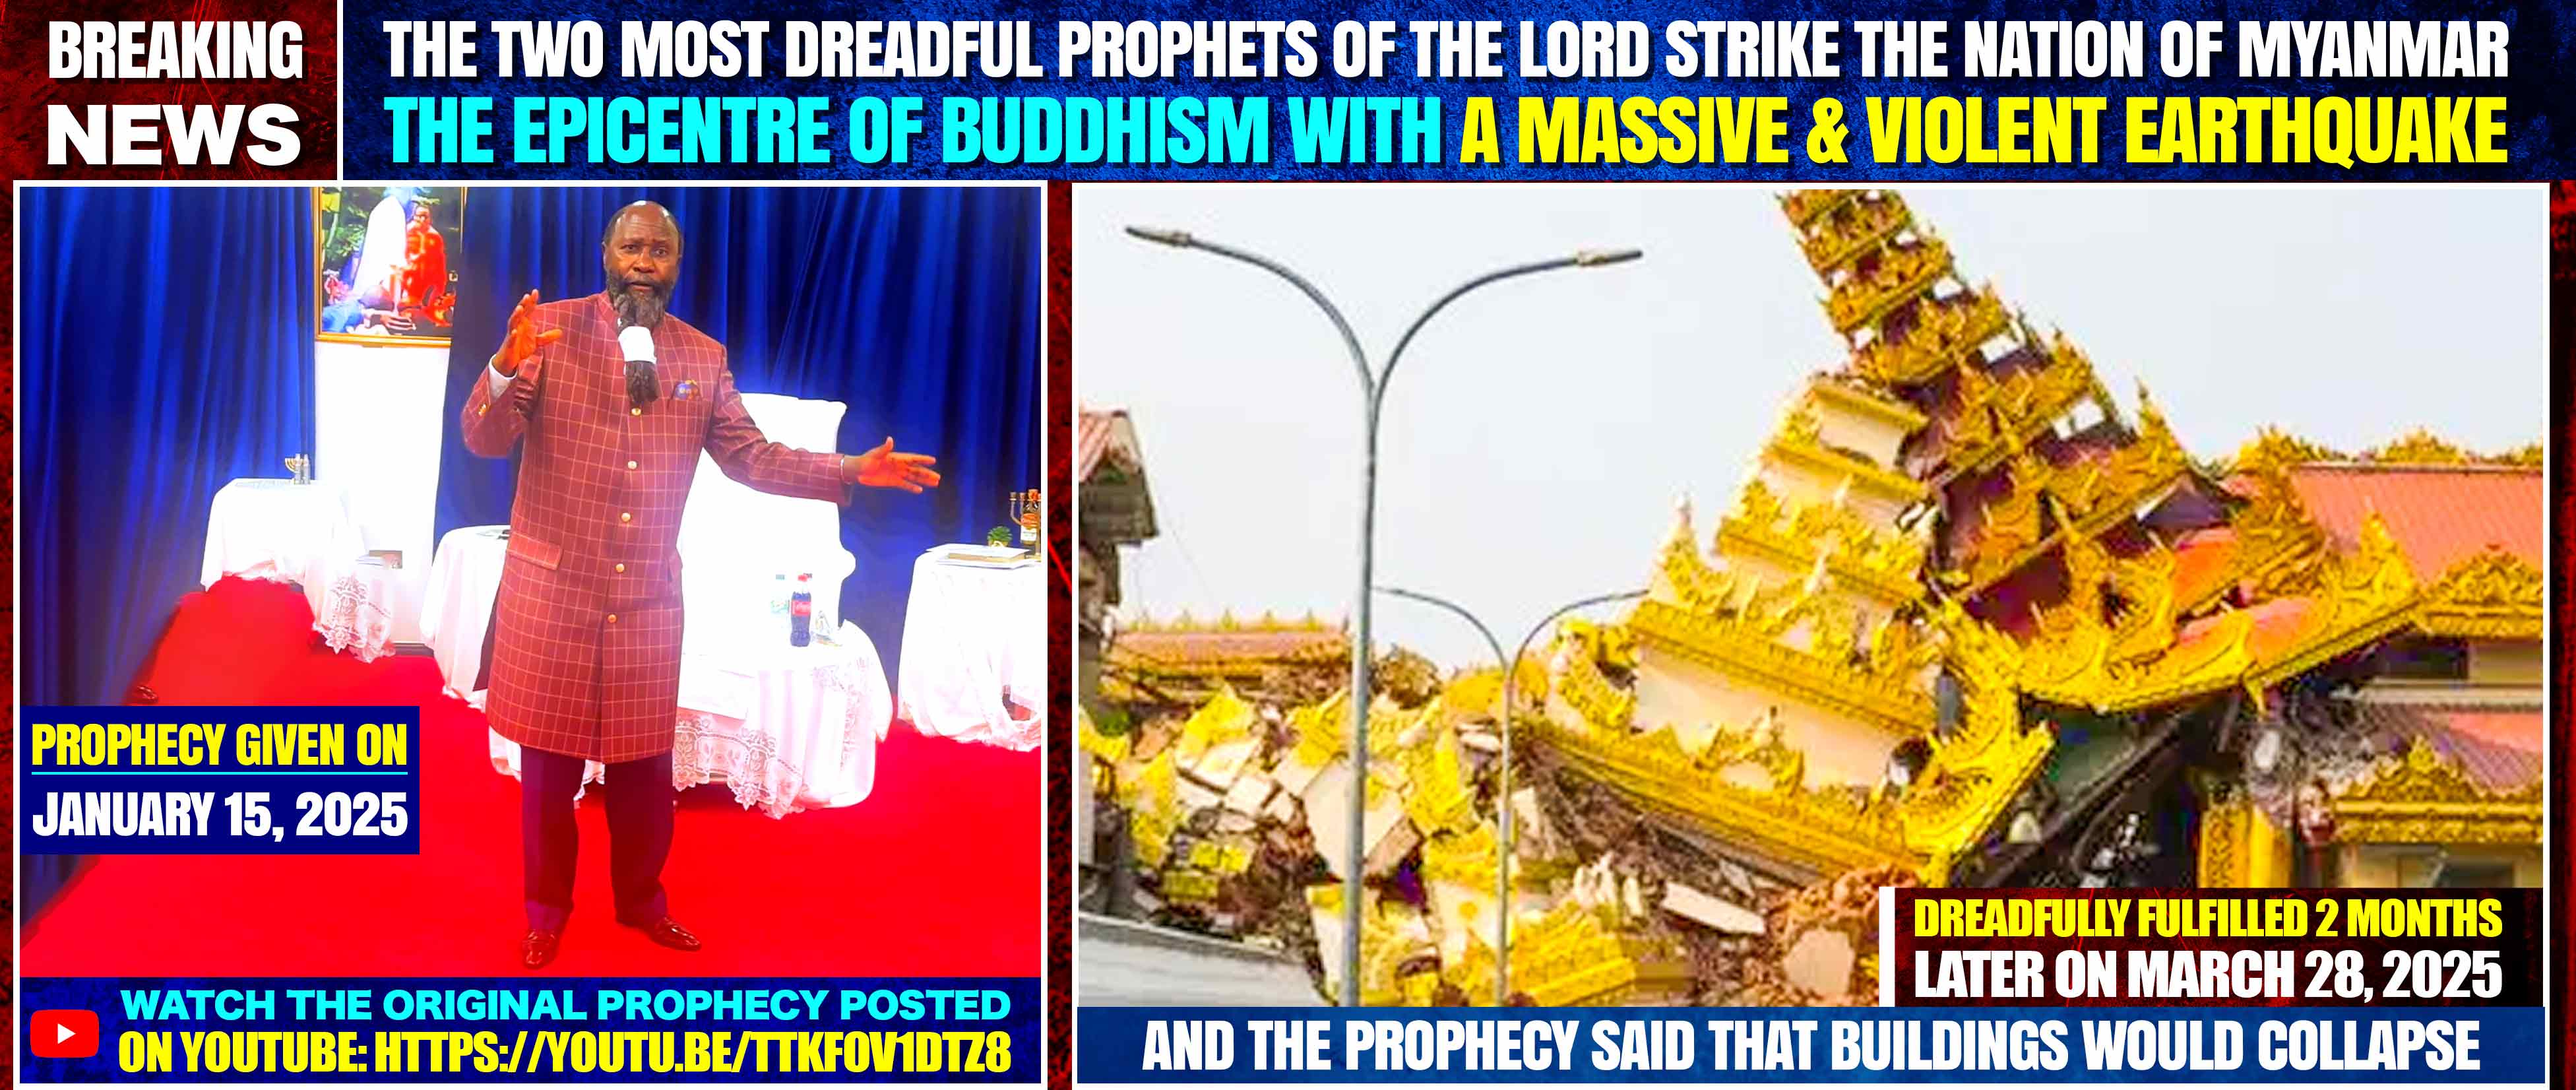 BREAKING
NEWS
THE TWO MOST DREADFUL PROPHETS OF THE LORD STRIKE THE NATION OF MYANMAR
THE EPICENTRE OF BUDDHISM WITH A MASSIVE & VIOLENT EARTHQUAKE
PROPHECY GIVEN ON
JANUARY 15, 2025
WATCH THE ORIGINAL PROPHECY POSTED
ON YOUTUBE: HTTPS://YOUTU.BE/TTKFOV1DTZ8
DREADFULLY FULFILLED 2 MONTHS
LATER ON MARCH 28, 2025
AND THE PROPHECY SAID THAT BUILDINGS WOULD COLLAPSE